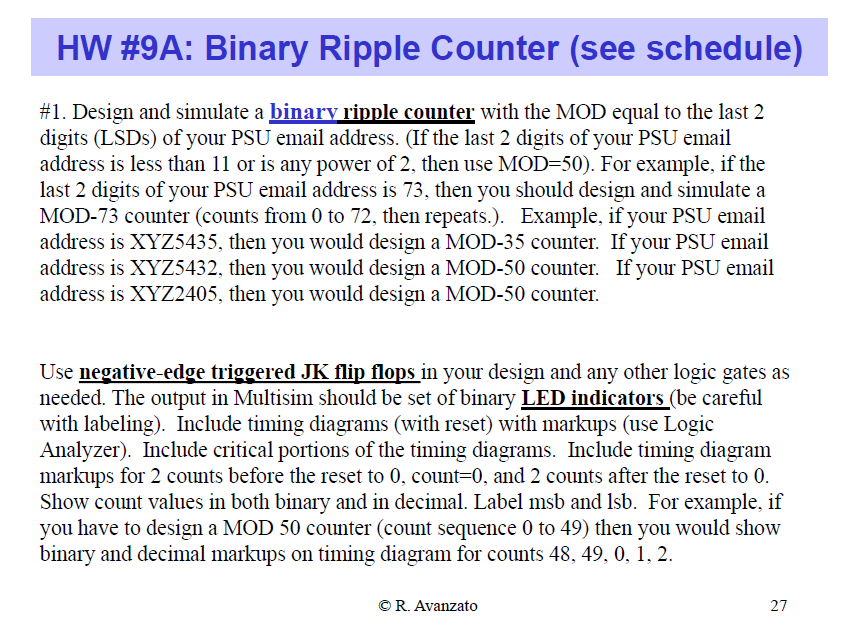 HW #9A: Binary Ripple Counter (see schedule)
#1. Design and simulate a binary ripple counter with the MOD equal to the last 2
digits (LSDs) of your PSU email address. (If the last 2 digits of your PSU email
address is less than 11 or is any power of 2, then use MOD=50). For example, if the
last 2 digits of your PSU email address is 73, then you should design and simulate a
MOD-73 counter (counts from 0 to 72, then repeats.). Example, if your PSU email
address is XYZ5435, then you would design a MOD-35 counter. If your PSU email
address is XYZ5432, then you would design a MOD-50 counter. If your PSU email
address is XYZ2405, then you would design a MOD-50 counter.
Use negative-edge triggered JK flip flops in your design and any other logic gates as
needed. The output in Multisim should be set of binary LED indicators (be careful
with labeling). Include timing diagrams (with reset) with markups (use Logic
Analyzer). Include critical portions of the timing diagrams. Include timing diagram
markups for 2 counts before the reset to 0, count=0, and 2 counts after the reset to 0.
Show count values in both binary and in decimal. Label msb and lsb. For example, if
you have to design a MOD 50 counter (count sequence 0 to 49) then you would show
binary and decimal markups on timing diagram for counts 48, 49, 0, 1, 2.
© R. Avanzato
27